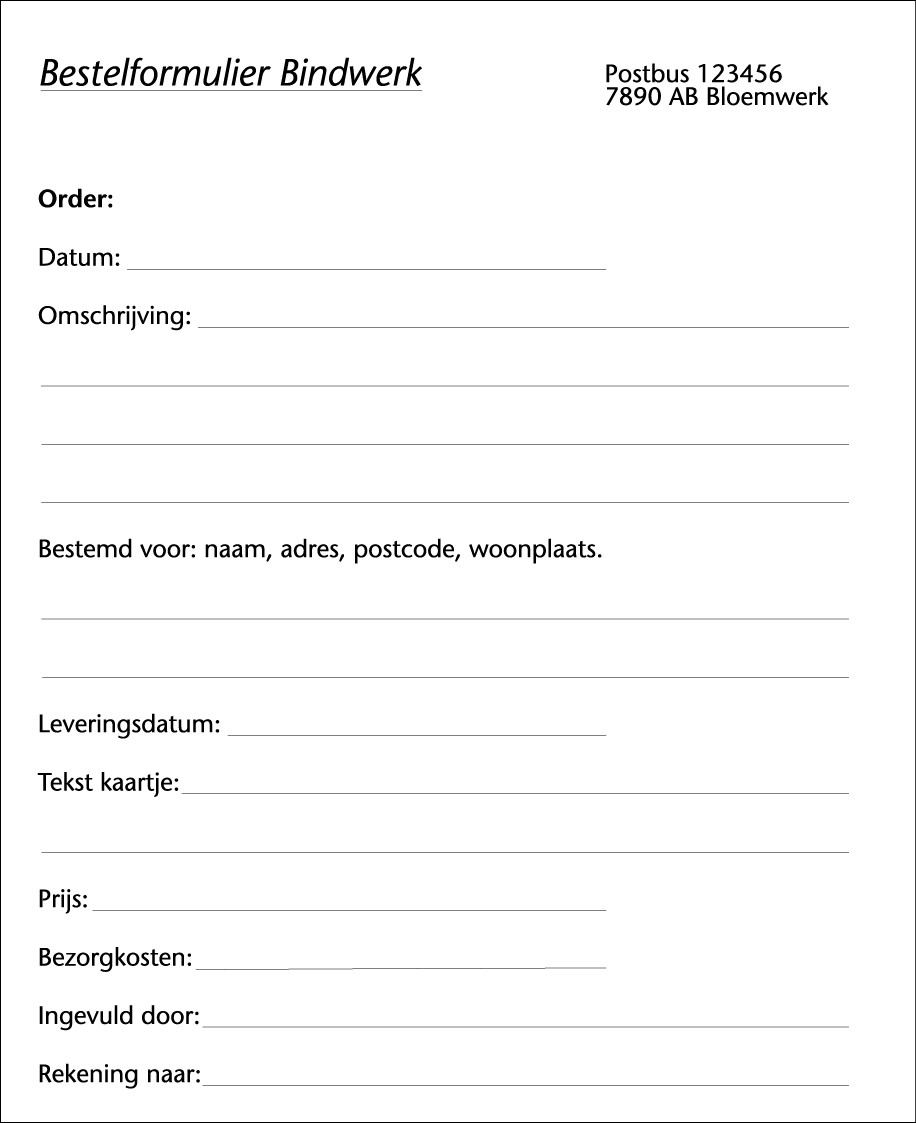 Bestelformulier Bindwerk
Postbus 123456
7890 AB Bloemwerk
Order:
Datum:
Omschrijving:
Bestemd voor: naam, adres, postcode, woonplaats.
Leveringsdatum:
Tekst kaartje:
Prijs:
Bezorgkosten:
Ingevuld door:
Rekening naar: